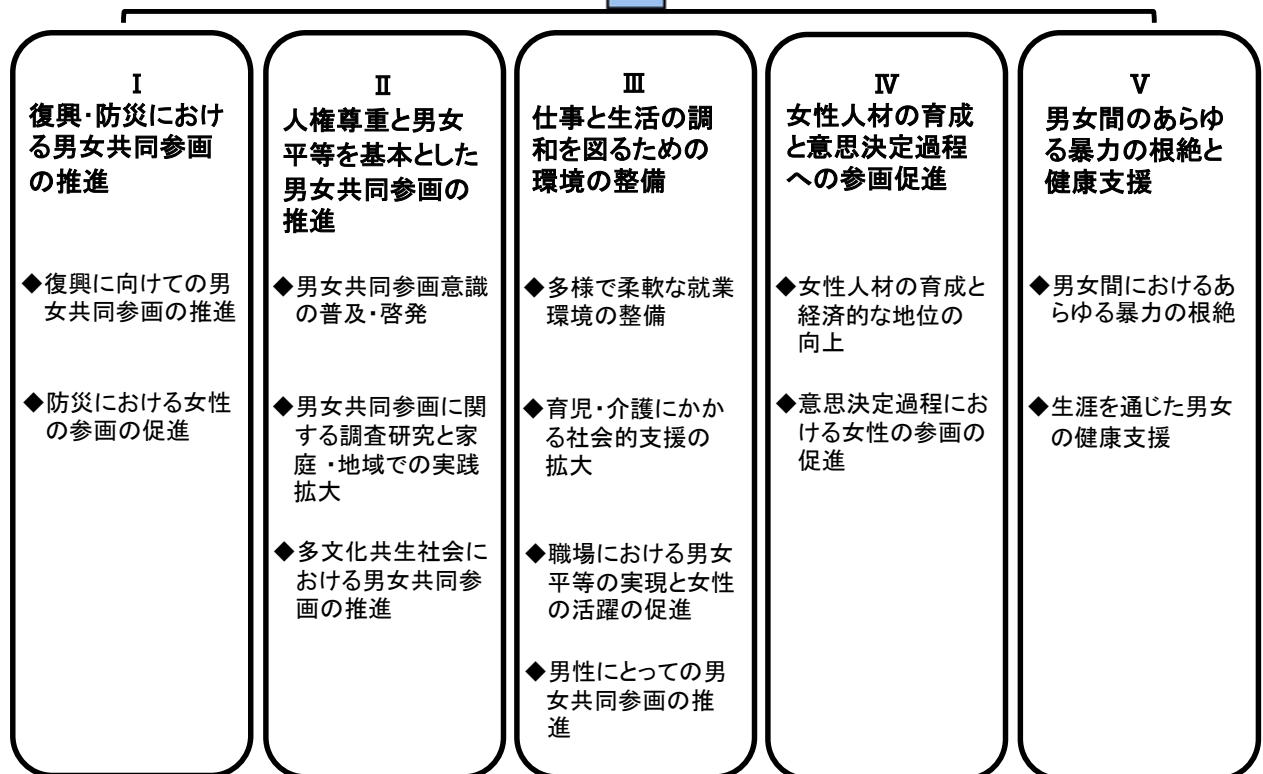 Ⅰ
復興・防災におけ
る男女共同参画
の推進
◆復興に向けての男
女共同参画の推進
◆防災における女性
の参画の促進
Ⅱ
人権尊重と男女
平等を基本とした
男女共同参画の
推進
◆男女共同参画意識
の普及・啓発
◆男女共同参画に関
する調査研究と家
庭・地域での実践
拡大
◆多文化共生社会に
おける男女共同参
画の推進
Ⅲ
仕事と生活の調
和を図るための
環境の整備
◆多様で柔軟な就業
環境の整備
◆育児・介護にかか
る社会的支援の
拡大
◆職場における男女
平等の実現と女性
の活躍の促進
◆男性にとっての男
女共同参画の推
進
Ⅳ
女性人材の育成
と意思決定過程
への参画促進
◆女性人材の育成と
経済的な地位の
向上
◆意思決定過程にお
ける女性の参画の
促進
Ⅴ
男女間のあらゆ
る暴力の根絶と
健康支援
◆男女間におけるあ
らゆる暴力の根絶
◆生涯を通じた男女
の健康支援